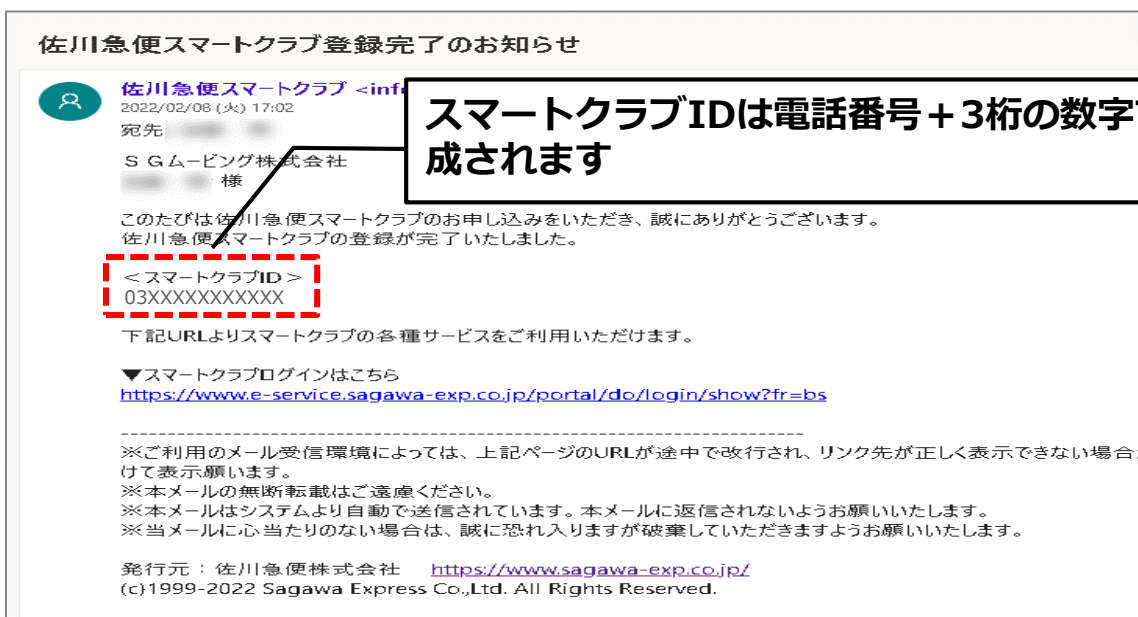 佐川急便スマートクラブ登録完了のお知らせ
佐川急便スマートクラブ <inf
2022/02/08 (火) 17:02
宛先
スマートクラブIDは電話番号+3桁の数字
成されます
SGムービング株式会社
様
このたびは佐川急便スマートクラブのお申し込みをいただき、誠にありがとうございます。
佐川急便スマートクラブの登録が完了いたしました。
<スマートクラブID>
03XXXXXXXXXXX
下記URLよりスマートクラブの各種サービスをご利用いただけます。
▼スマートクラブログインはこちら
https://www.e-service.sagawa-exp.co.jp/portal/do/login/show?fr=bs
-------------------------------------------------------------------------
※ご利用のメール受信環境によっては、上記ページのURLが途中で改行され、リンク先が正しく表示できない場合
けて表示願います。
※本メールの無断転載はご遠慮ください。
※本メールはシステムより自動で送信されています。本メールに返信されないようお願いいたします。
※当メールに心当たりのない場合は、誠に恐れ入りますが破棄していただきますようお願いいたします。
発行元:佐川急便株式会社 https://www.sagawa-exp.co.jp/
(c)1999-2022 Sagawa Express Co.,Ltd. All Rights Reserved.